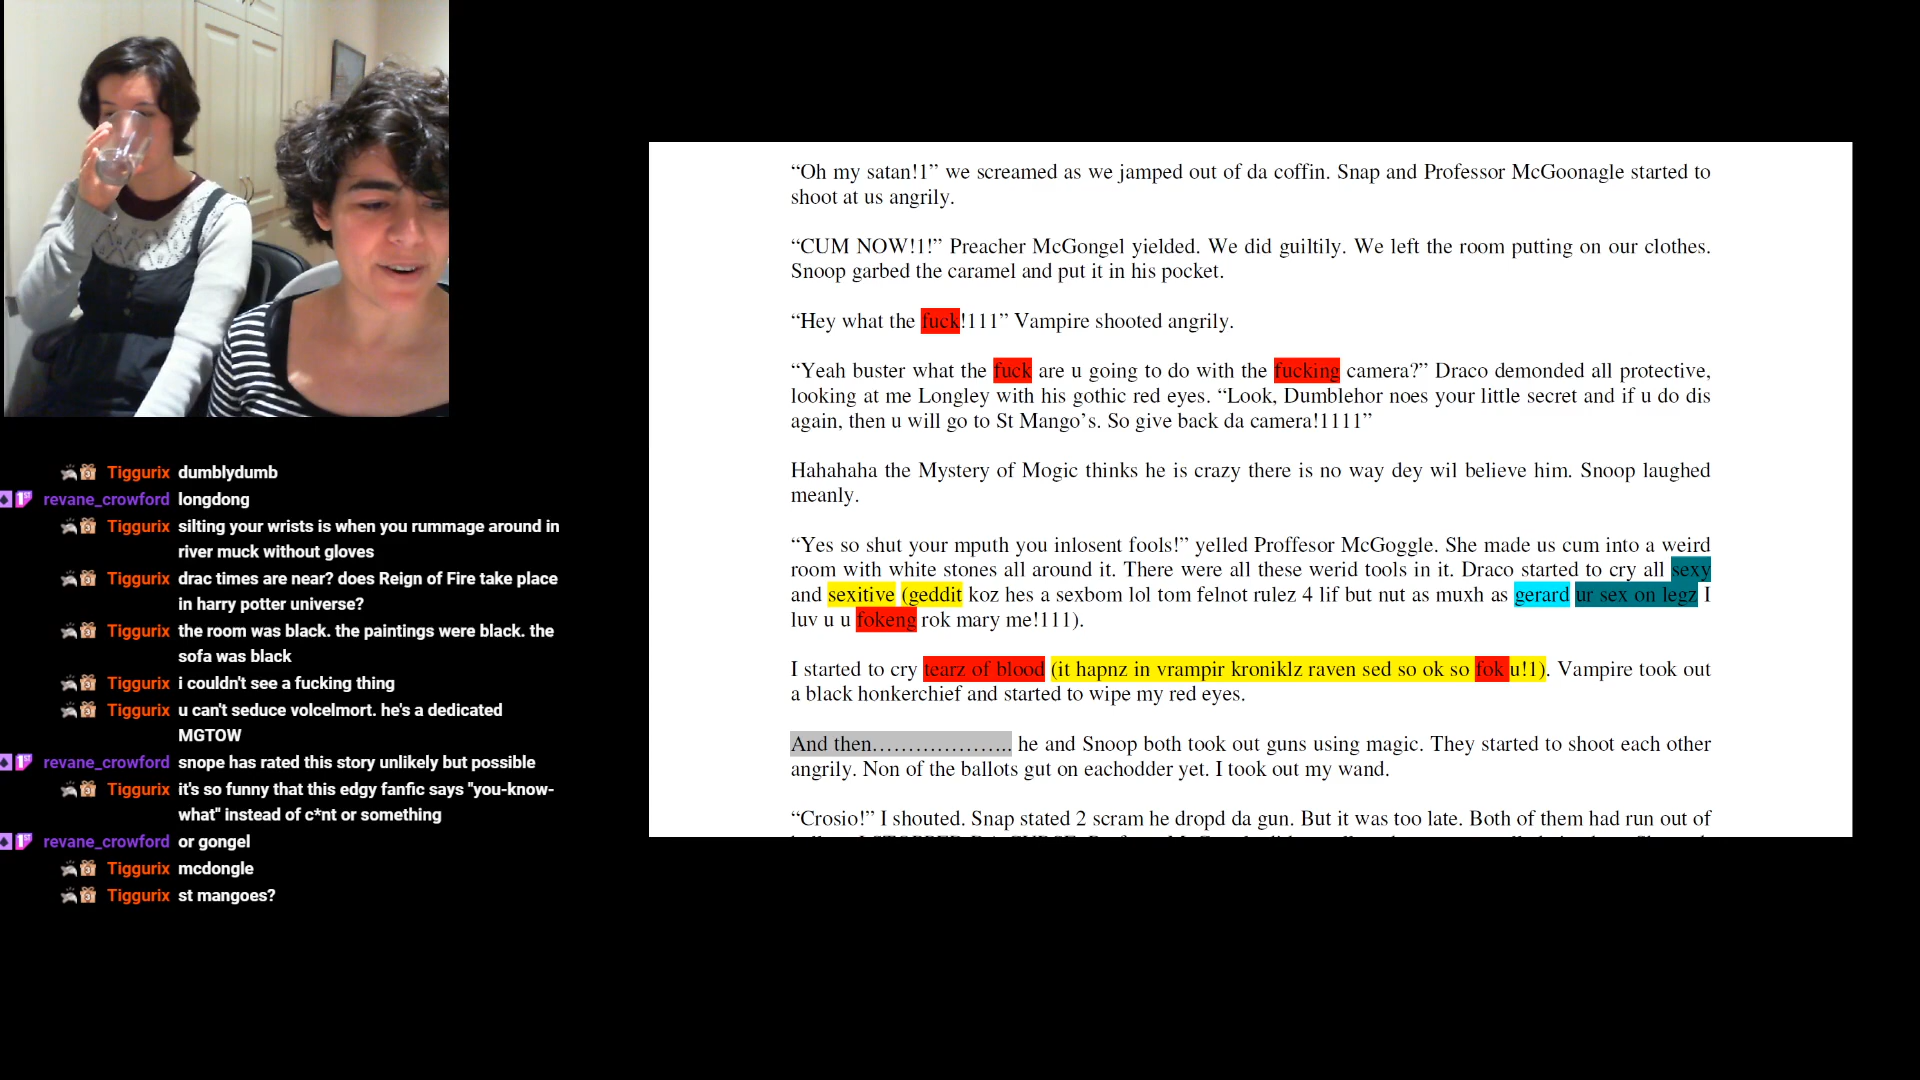 Tiggurix dumblydumb
revane_crowford longdong
Tiggurix silting your wrists is when you rummage around in
river muck without gloves
Tiggurix drac times are near? does Reign of Fire take place
in harry potter universe?
Tiggurix the room was black. the paintings were black. the
sofa was black
Tiggurix i couldn't see a fucking thing
Tiggurix u can't seduce volcelmort. he's a dedicated
MGTOW
revane_crowford snope has rated this story unlikely but possible
Tiggurix it's so funny that this edgy fanfic says "you-know-
what" instead of c*nt or something
revane_crowford or gongel
Tiggurix mcdongle
Tiggurix st mangoes?
“Oh my satan!1” we screamed as we jamped out of da coffin. Snap and Professor McGoonagle started to
shoot at us angrily.
“CUM NOW!1!” Preacher McGongel yielded. We did guiltily. We left the room putting on our clothes.
Snoop garbed the caramel and put it in his pocket.
“Hey what the fuck!111” Vampire shooted angrily.
“Yeah buster what the fuck are u going to do with the fucking camera?” Draco demonded all protective,
looking at me Longley with his gothic red eyes. “Look, Dumblehor noes your little secret and if u do dis
again, then u will go to St Mango’s. So give back da camera!1111”
Hahahaha the Mystery of Mogic thinks he is crazy there is no way dey wil believe him. Snoop laughed
meanly.
“Yes so shut your mputh you inlosent fools!” yelled Proffesor McGoggle. She made us cum into a weird
room with white stones all around it. There were all these werid tools in it. Draco started to cry all sexy
and sexitive (geddit koz hes a sexbom lol tom felnot rulez 4 lif but nut as muxh as gerard ur sex on legz I
luv u u fokeng rok mary me!111).
I started to cry tearz of blood (it hapnz in vrampir kroniklz raven sed so ok so fok u!1). Vampire took out
a black honkerchief and started to wipe my red eyes.
And then……………….. he and Snoop both took out guns using magic. They started to shoot each other
angrily. Non of the ballots gut on eachodder yet. I took out my wand.
“Crosio!” I shouted. Snap stated 2 scram he dropd da gun. But it was too late. Both of them had run out of